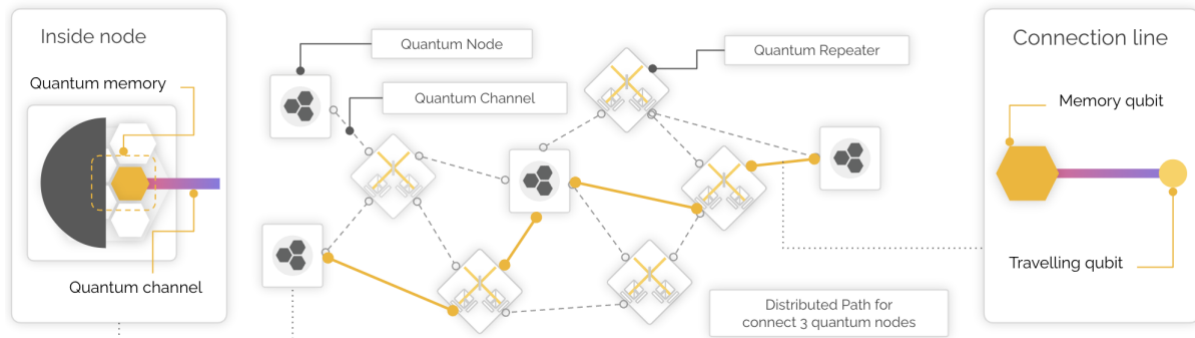 Inside node
Quantum memory
Quantum channel
Quantum Node
Quantum Channel
Quantum Repeater
Distributed Path for
connect 3 quantum nodes
Connection line
Memory qubit
Travelling qubit